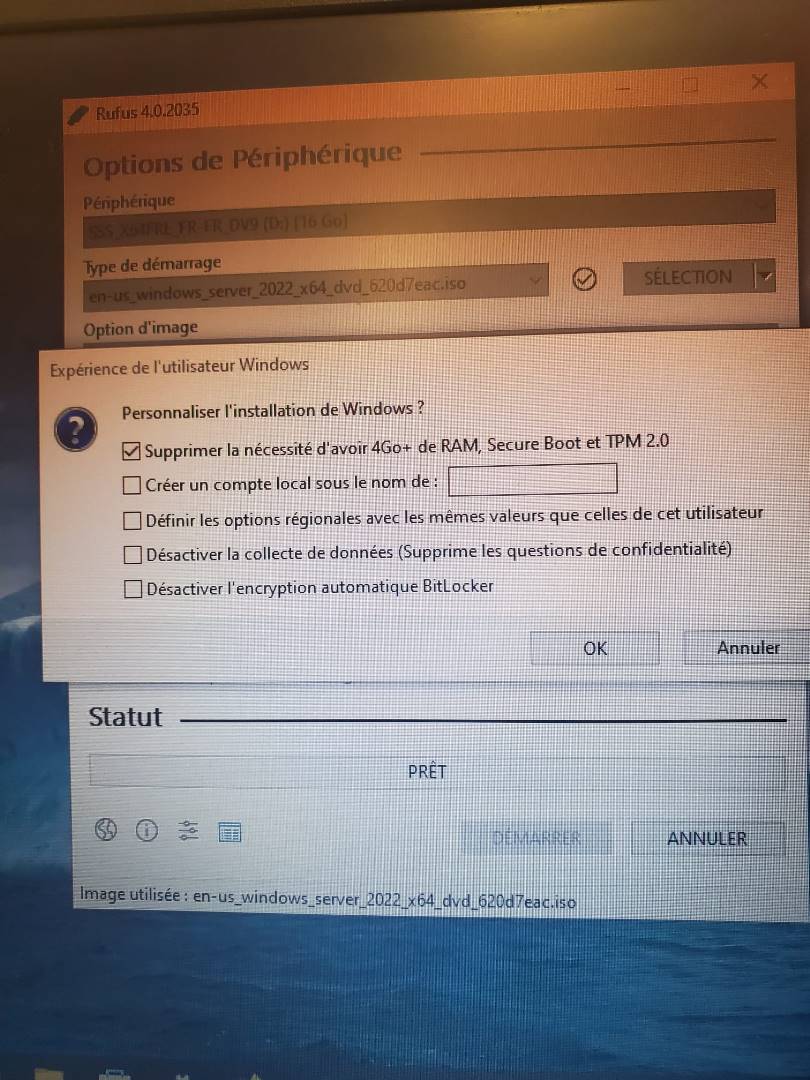 Rufus 4.0.2035
Options de Périphérique
Périphérique
SSS_X64FRE_FR-FR_DV9 (D:) [16 Go]
Type de démarrage
en-us_windows_server_2022_x64_dvd_620d7eac.iso
SÉLECTION
Option d'image
Expérience de l'utilisateur Windows
Personnaliser l'installation de Windows ?
Supprimer la nécessité d'avoir 4Go+ de RAM, Secure Boot et TPM 2.0
Créer un compte local sous le nom de :
Définir les options régionales avec les mêmes valeurs que celles de cet utilisateur
Désactiver la collecte de données (Supprime les questions de confidentialité)
Désactiver l'encryption automatique BitLocker
OK
Annuler
Statut
PRÊT
DÉMARRER
ANNULER
Image utilisée : en-us_windows_server_2022_x64_dvd_620d7eac.iso